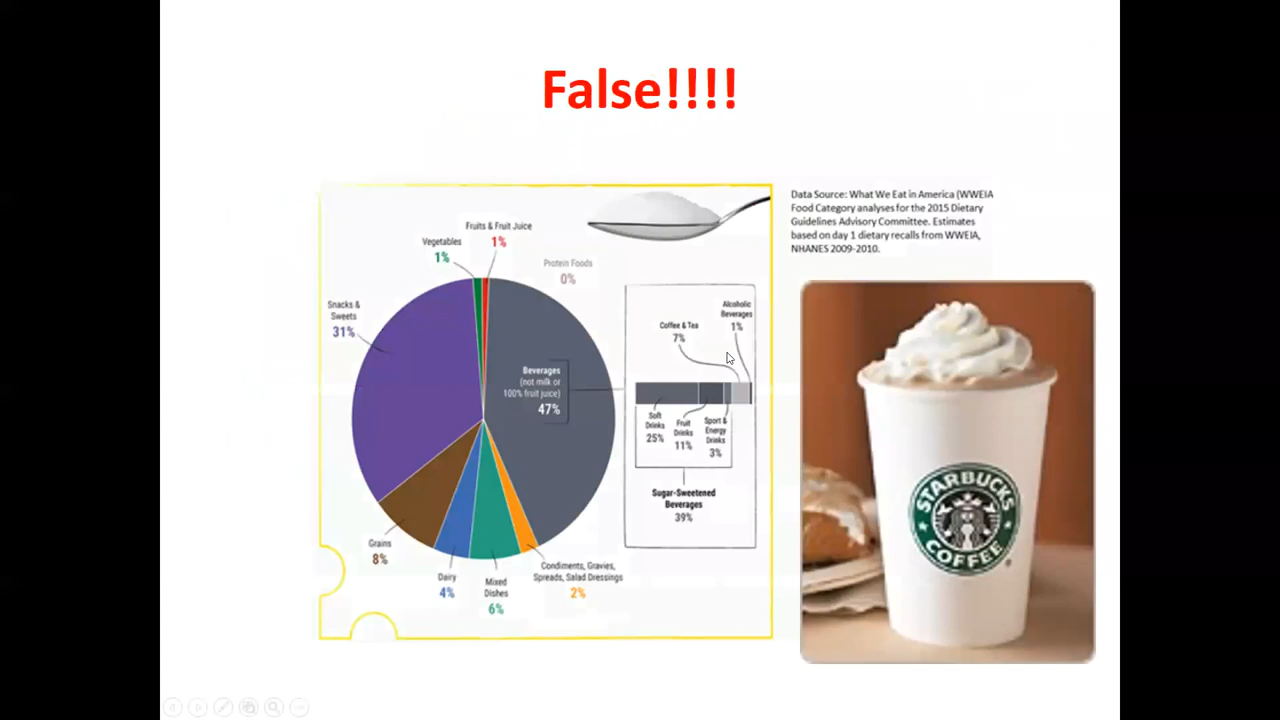 False!!!!
Data Source: What We Eat in America (WWEIA
Food Category analyses for the 2015 Dietary
Guidelines Advisory Committee. Estimates
based on day 1 dietary recalls from WWEIA,
NHANES 2009-2010.
Fruits & Fruit Juice
1%
Vegetables
1%
Protein Foods
0%
Snacks &
Sweets
31%
Beverages
(not milk or
100% fruit juice)
47%
Alcoholic
Beverages
1%
Coffee & Tea
7%
Soft
Drinks
25%
Fruit
Drinks
11%
Sport &
Energy
Drinks
3%
Sugar-Sweetened
Beverages
39%
Grains
8%
Dairy
4%
Mixed
Dishes
6%
Condiments, Gravies,
Spreads, Salad Dressings
2%
STARBUCKS
COFFEE
®